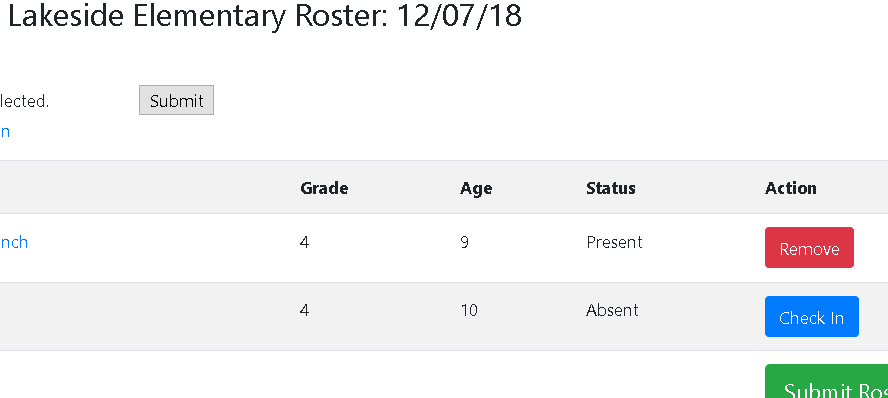 Lakeside Elementary Roster: 12/07/18
lected. Submit
n
Grade Age Status Action
nch 4 9 Present Remove
4 10 Absent Check In
Submit Ros